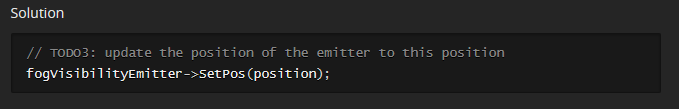 Solution
// TODO3: update the position of the emitter to this position
fogVisibilityEmitter->SetPos(position);